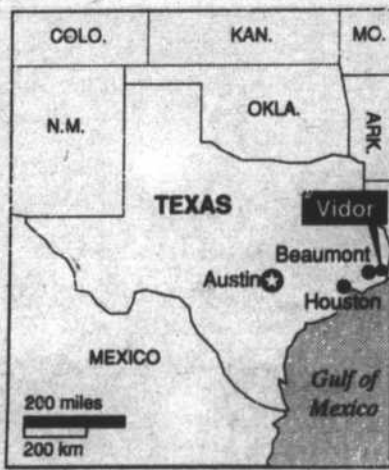 COLO.
KAN.
MO.
N.M.
OKLA.
ARK.
TEXAS
Vidor
Beaumont
Austin
Houston
MEXICO
Gulf of
Mexico
200 miles
200 km